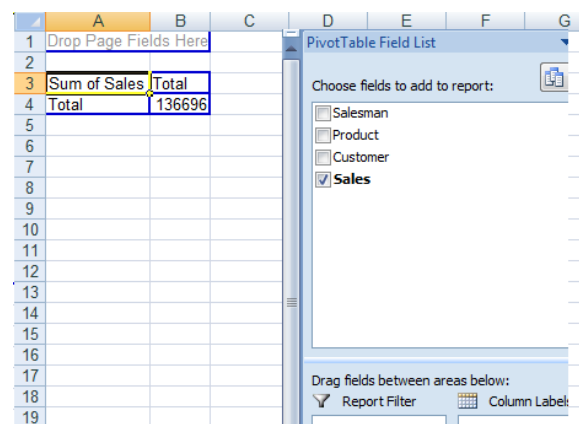 A B C D E F G
1 Drop Page Fields Here
2
3 Sum of Sales Total
4 Total 136696
5
6
7
8
9
10
11
12
13
14
15
16
17
18
19
PivotTable Field List
Choose fields to add to report:
Salesman
Product
Customer
Sales
Drag fields between areas below:
Report Filter Column Labels